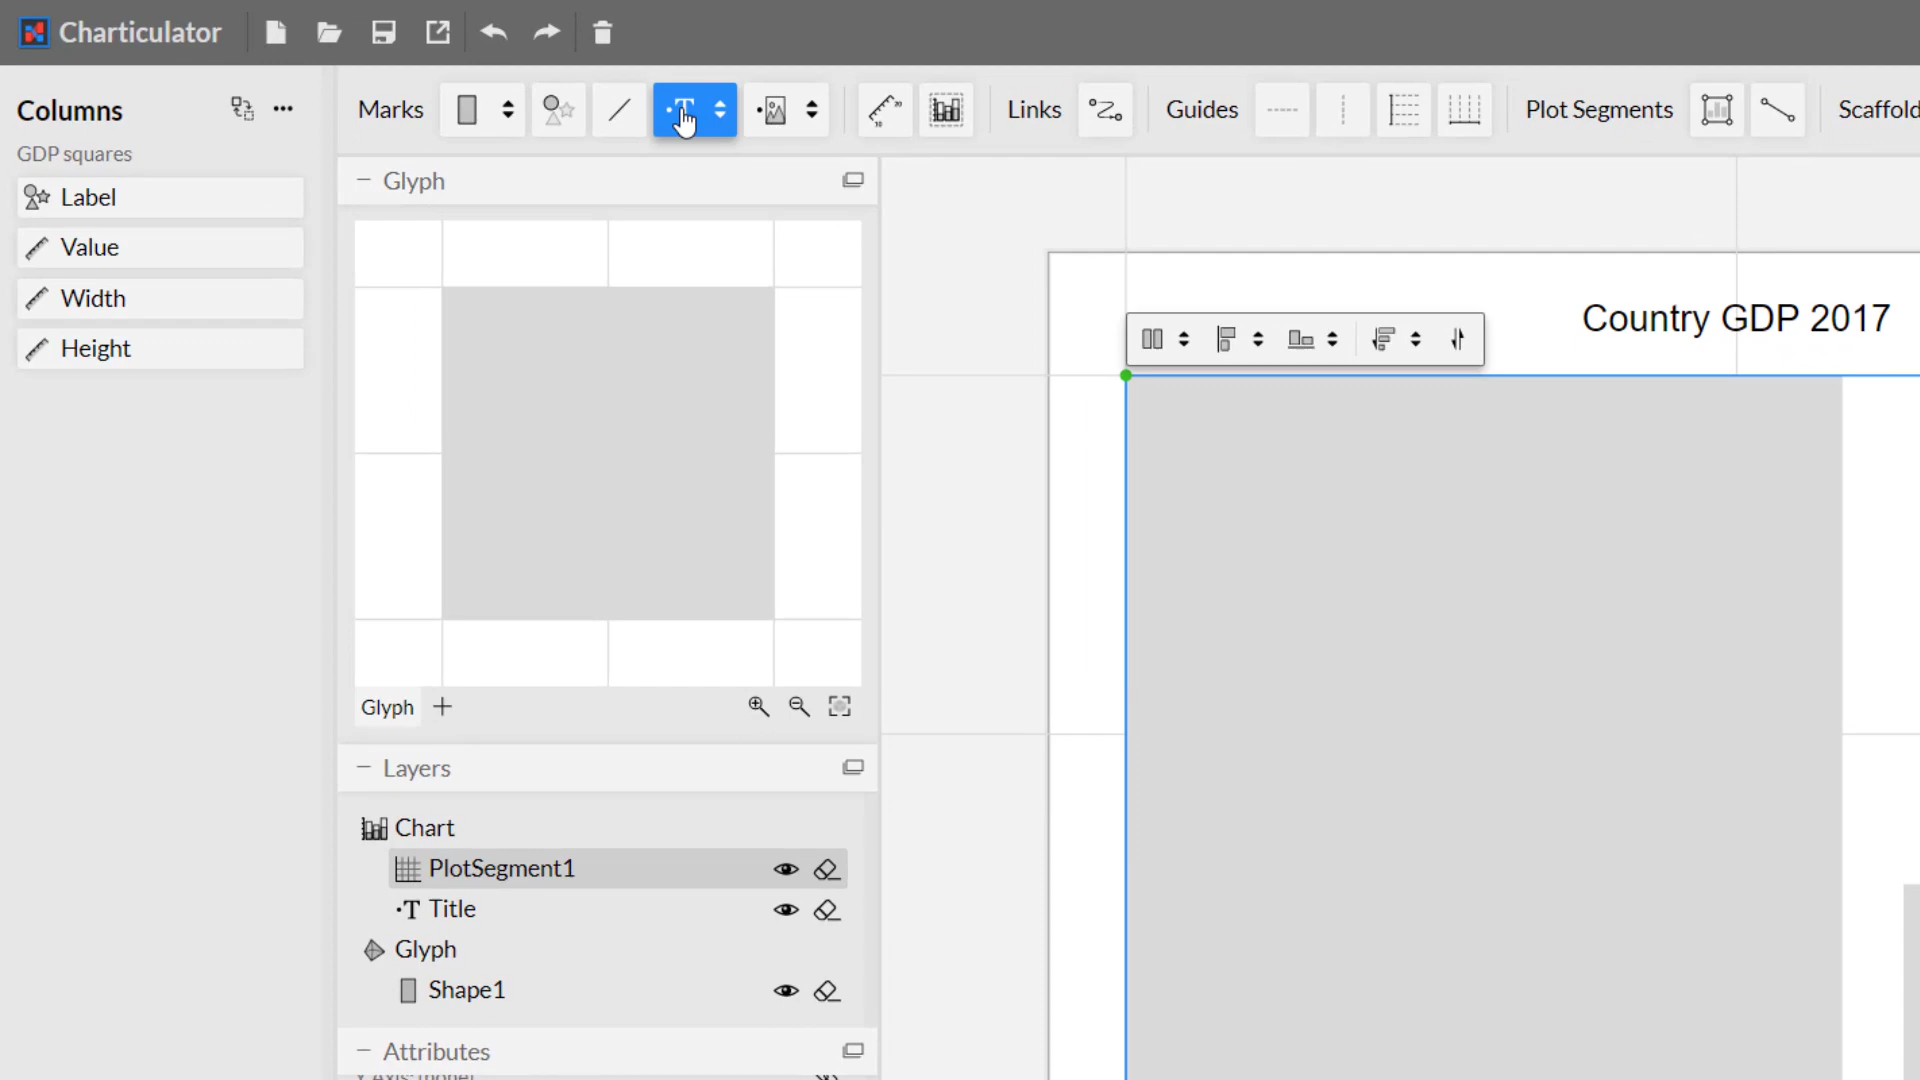 Charticulator
Columns
GDP squares
Label
Value
Width
Height
Marks
Links
Guides
Plot Segments
Scaffold
Glyph
Glyph
Layers
Chart
PlotSegment1
Title
Glyph
Shape1
Attributes
Country GDP 2017